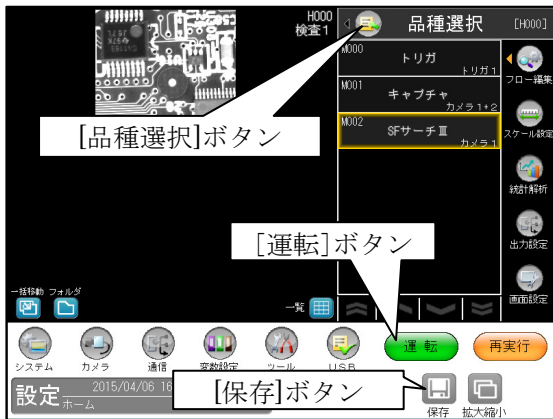 H000
検査1
品種選択
[H000]
M000
トリガ
トリガ1
M001
キャプチャ
カメラ1+2
M002
SFサーチⅢ
カメラ1
[品種選択]ボタン
フロー編集
スケール設定
統計解析
出力設定
画面設定
[運転]ボタン
一括移動 フォルダ
一覧
システム
カメラ
通信
変数設定
ツール
USB
運転
再実行
設定
ホーム
2015/04/06 16
[保存]ボタン
保存
拡大縮小